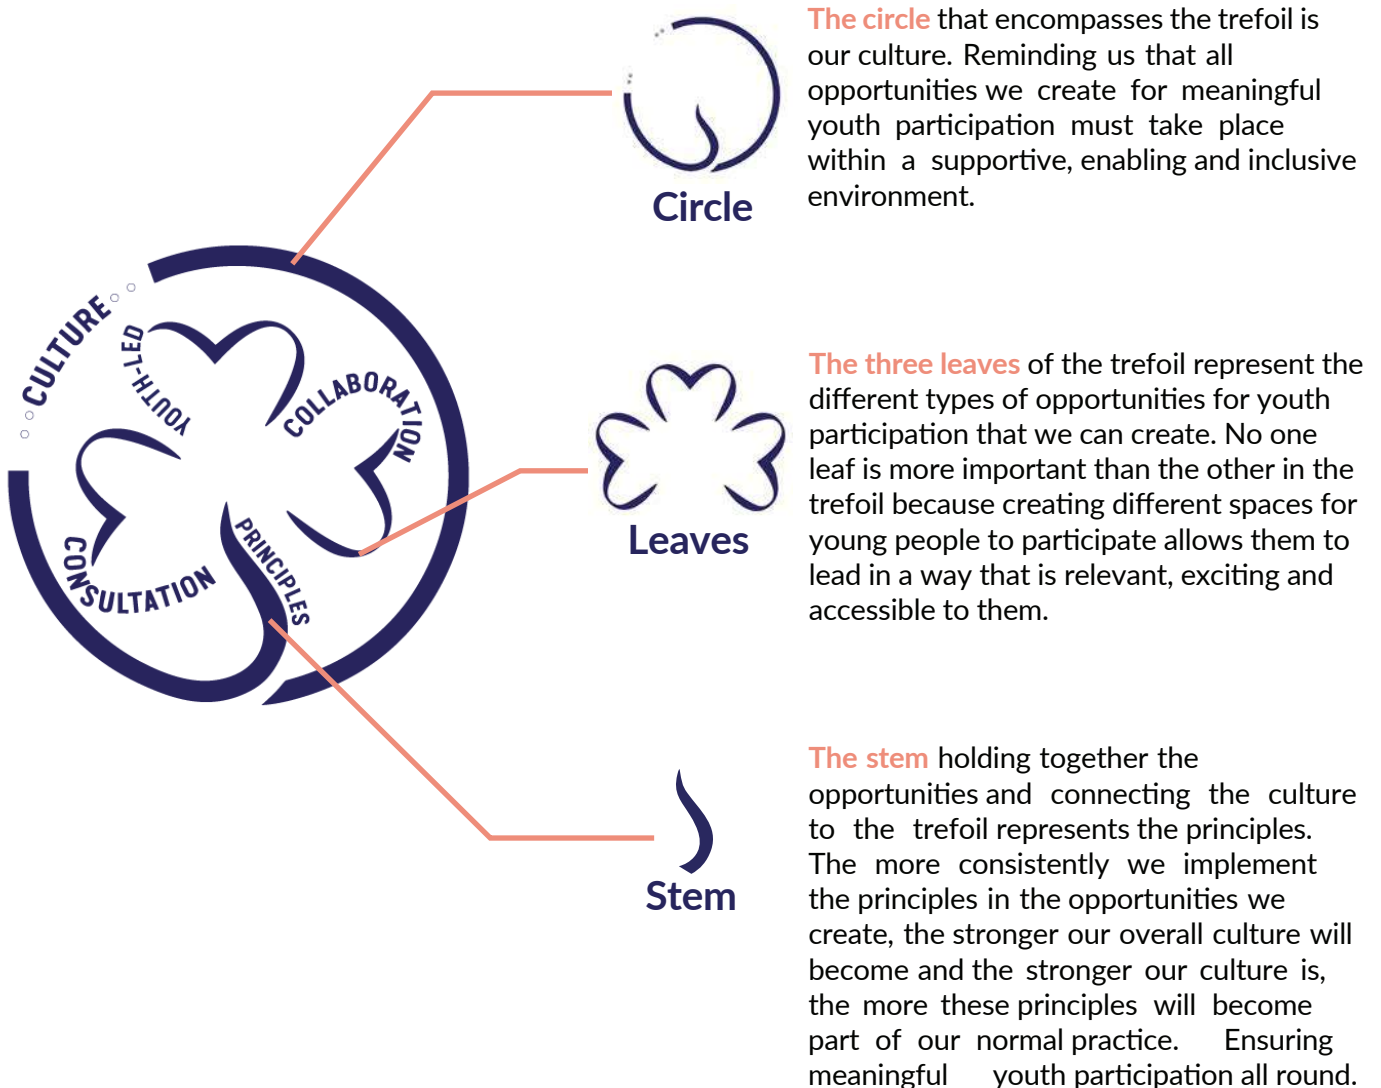 The circle that encompasses the trefoil is
our culture. Reminding us that all
opportunities we create for meaningful
youth participation must take place
within a supportive, enabling and inclusive
environment.
Circle
CULTURE
YOUTH-LED
COLLABORATION
CONSULTATION
PRINCIPLES
The three leaves of the trefoil represent the
different types of opportunities for youth
participation that we can create. No one
leaf is more important than the other in the
trefoil because creating different spaces for
young people to participate allows them to
lead in a way that is relevant, exciting and
accessible to them.
Leaves
The stem holding together the
opportunities and connecting the culture
to the trefoil represents the principles.
The more consistently we implement
the principles in the opportunities we
create, the stronger our overall culture will
become and the stronger our culture is,
the more these principles will become
part of our normal practice. Ensuring
meaningful youth participation all round.
Stem